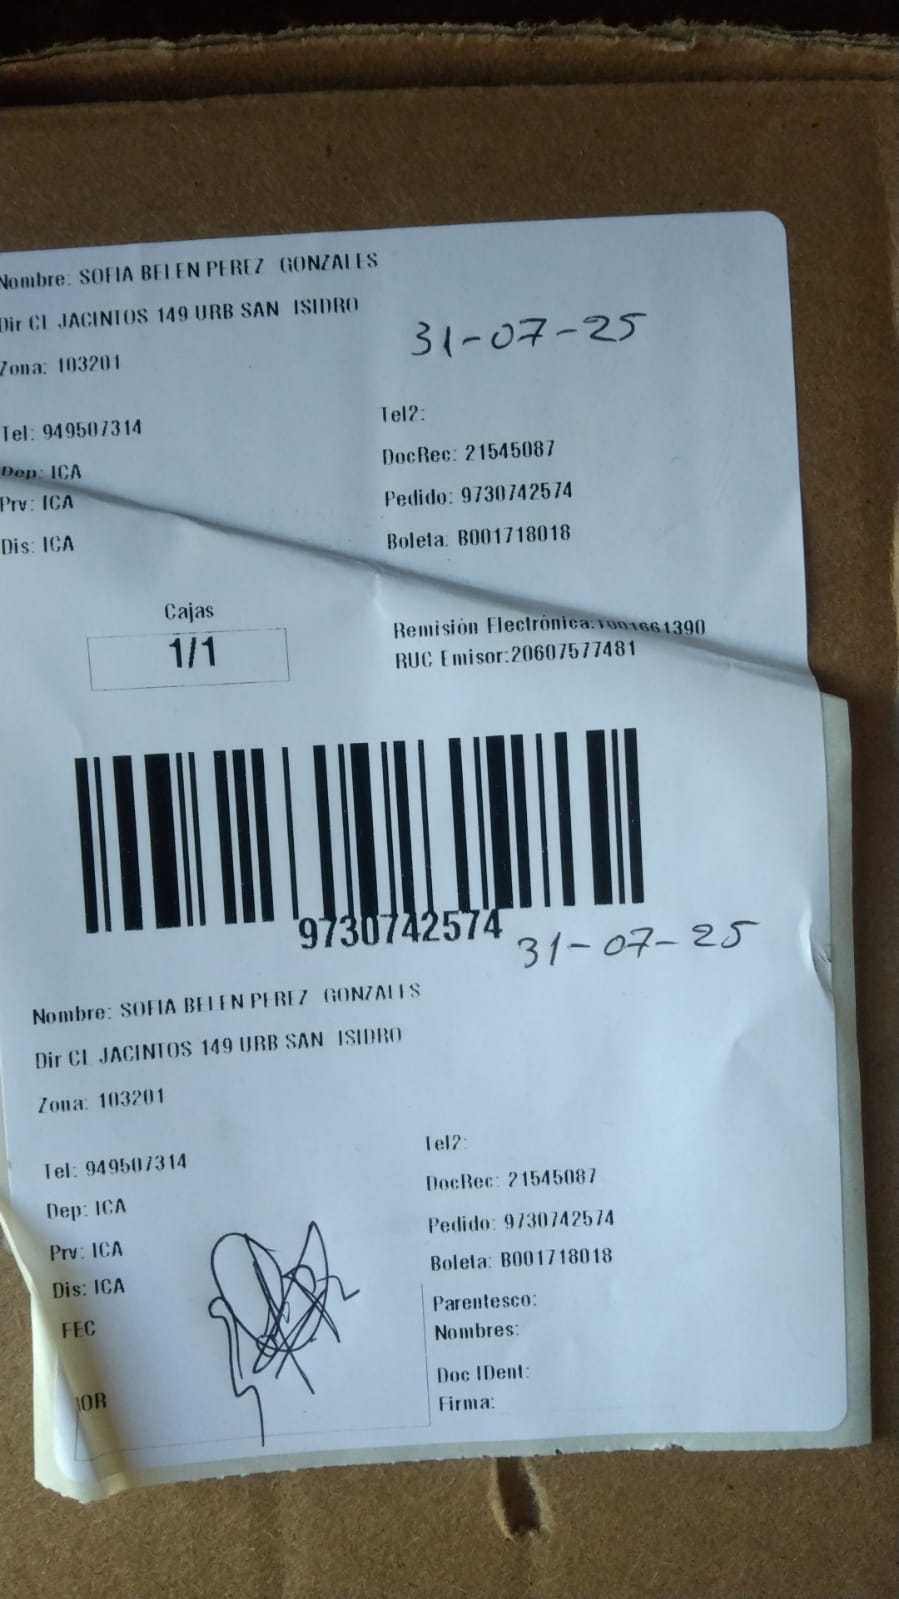 Nombre: SOFIA BELEN PEREZ GONZALES
Dir CL JACINTOS 149 URB SAN ISIDRO
31-07-25
Zona: 103201
Tel: 949507314
Tel2:
Dep: ICA
DocRec: 21545087
Prv: ICA
Pedido: 9730742574
Dis: ICA
Boleta: B001718018
Cajas
1/1
Remisión Electrónica:T001661390
RUC Emisor:20607577481
9730742574
31-07-25
Nombre: SOFIA BELEN PEREZ GONZALES
Dir CL JACINTOS 149 URB SAN ISIDRO
Zona: 103201
Tel: 949507314
Tel2:
Dep: ICA
DocRec: 21545087
Prv: ICA
Pedido: 9730742574
Dis: ICA
Boleta: B001718018
FEC
Parentesco:
Nombres:
Doc IDent:
HOR
Firma: